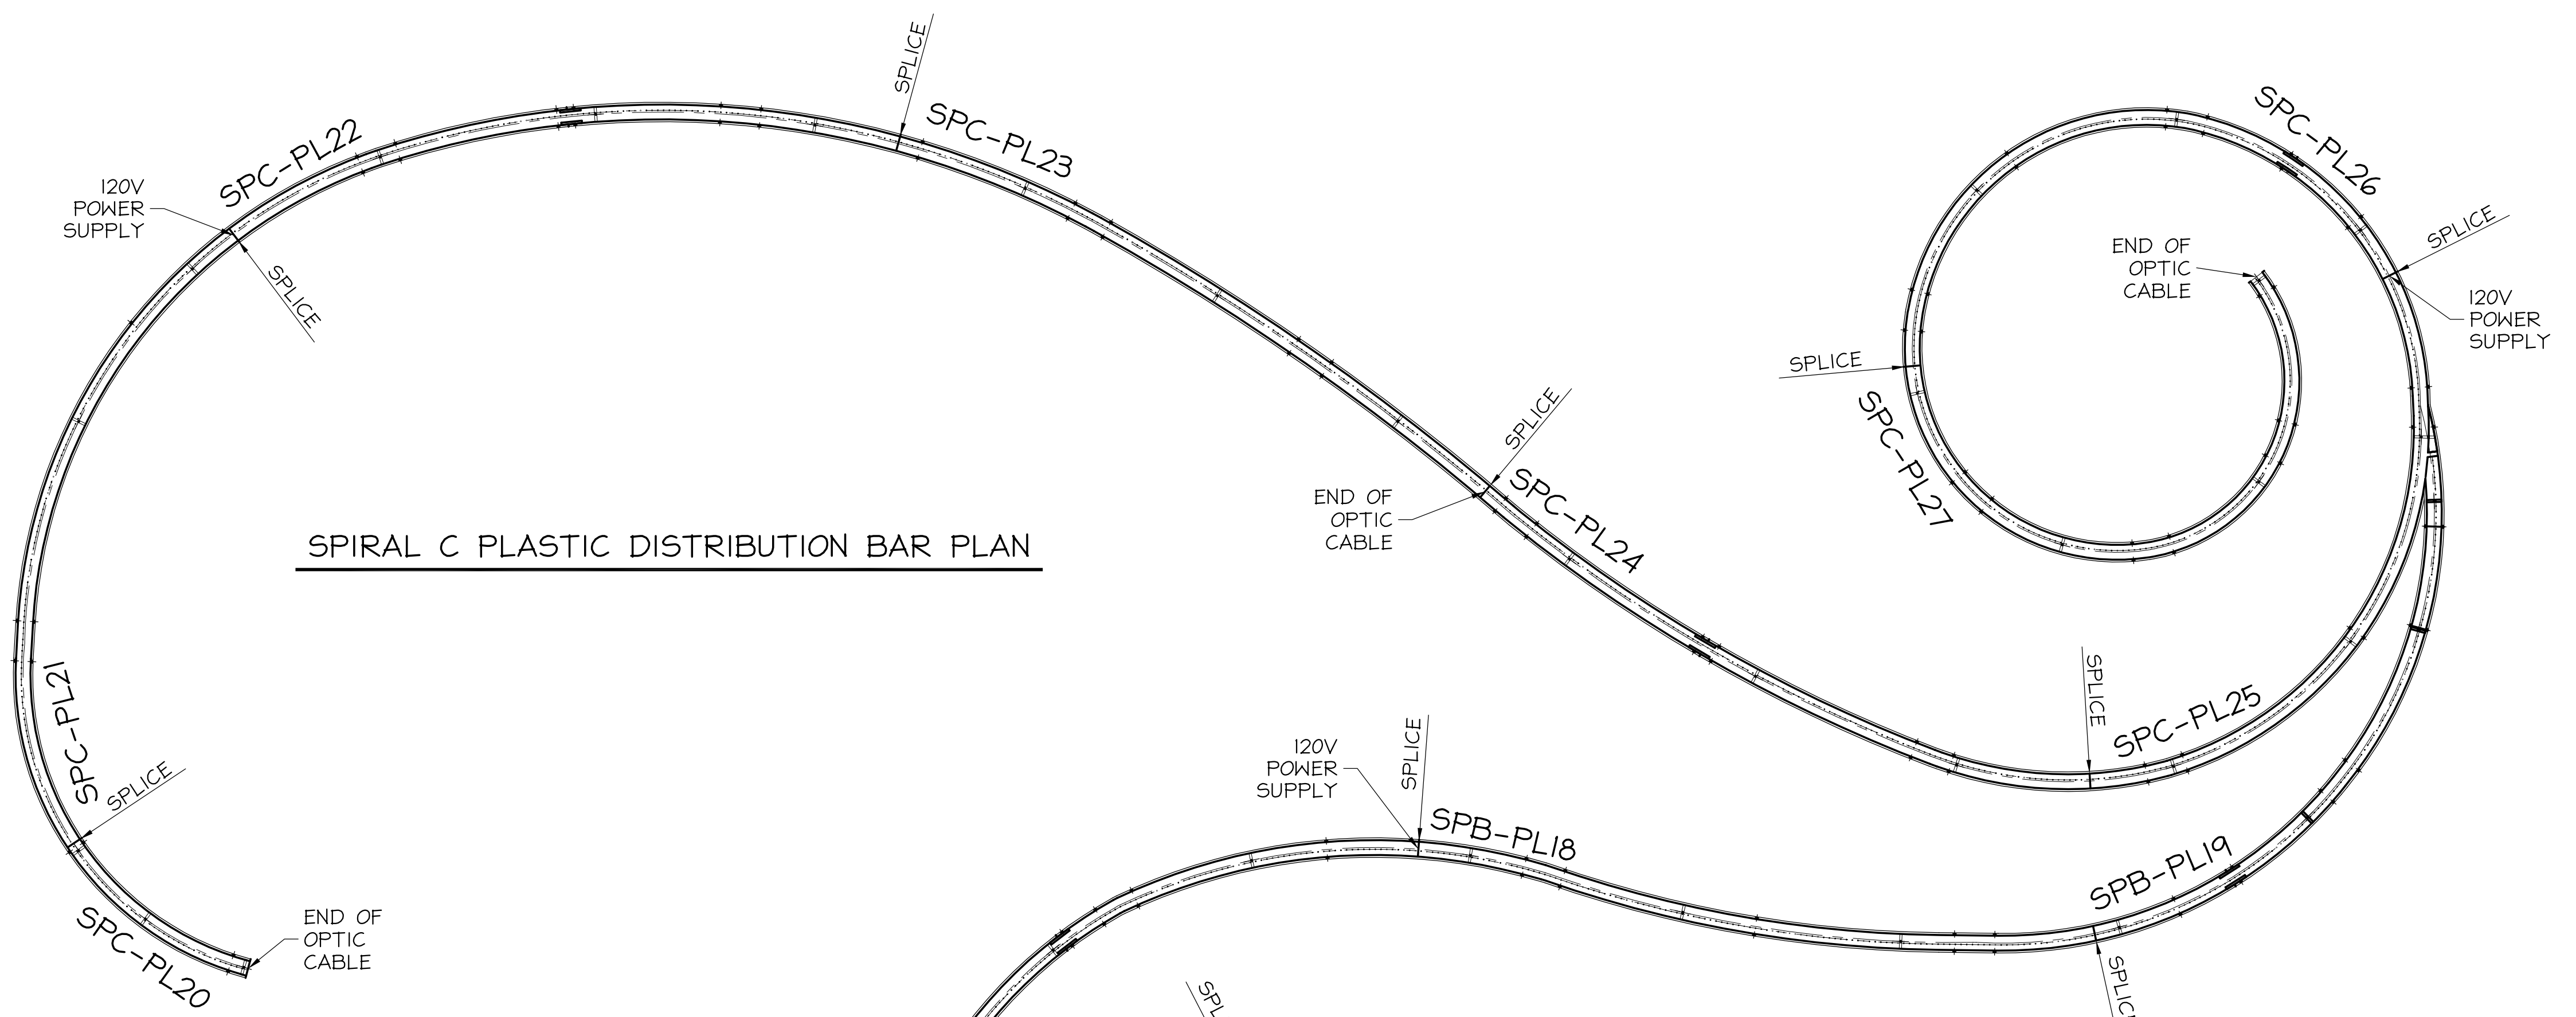 SPLICE
SPC-PL22
SPC-PL23
SPC-PL26
120V
POWER
SUPPLY
SPLICE
SPLICE
END OF
OPTIC
CABLE
120V
POWER
SUPPLY
SPLICE
SPC-PL27
SPLICE
END OF
OPTIC
CABLE
SPC-PL24
SPIRAL C PLASTIC DISTRIBUTION BAR PLAN
SPC-PL21
SPLICE
SPLICE
SPC-PL25
120V
POWER
SUPPLY
SPLICE
SPB-PL18
SPB-PL19
SPC-PL20
END OF
OPTIC
CABLE